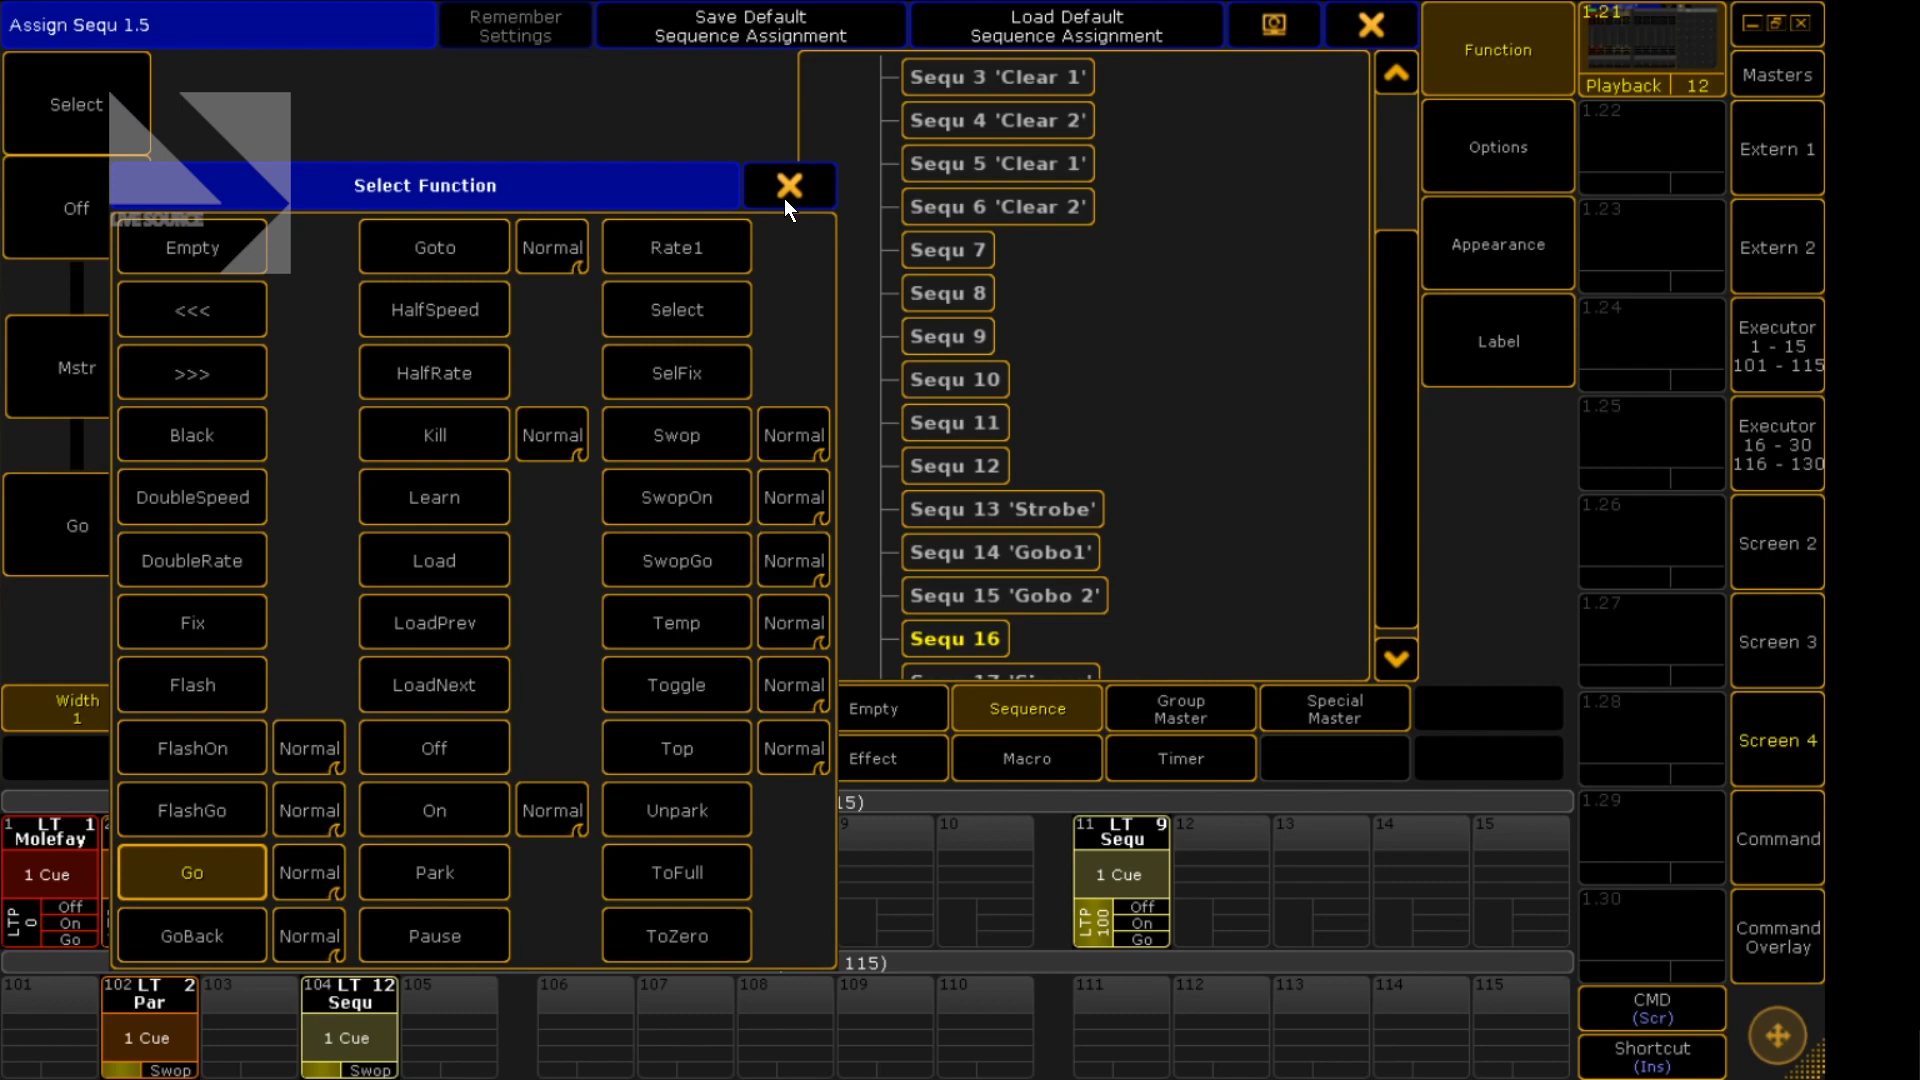 Assign Sequ 1.5
Remember
Settings
Save Default
Sequence Assignment
Load Default
Sequence Assignment
Function
1.21
Playback 12
Masters
Select
Off
Mstr
Go
Width
1
LIVE SOURCE
Select Function
Empty
Goto Normal
Rate1
<<<
HalfSpeed
Select
>>>
HalfRate
SelFix
Black
Kill Normal
Swop Normal
DoubleSpeed
Learn
SwopOn Normal
DoubleRate
Load
SwopGo Normal
Fix
LoadPrev
Temp Normal
Flash
LoadNext
Toggle Normal
FlashOn Normal
Off
Top Normal
FlashGo Normal
On Normal
Unpark
Go Normal
Park
ToFull
GoBack Normal
Pause
ToZero
Sequ 3 'Clear 1'
Sequ 4 'Clear 2'
Sequ 5 'Clear 1'
Sequ 6 'Clear 2'
Sequ 7
Sequ 8
Sequ 9
Sequ 10
Sequ 11
Sequ 12
Sequ 13 'Strobe'
Sequ 14 'Gobo1'
Sequ 15 'Gobo 2'
Sequ 16
Options
Appearance
Label
1.22
1.23
1.24
1.25
1.26
1.27
1.28
1.29
1.30
Extern 1
Extern 2
Executor
1 - 15
101 - 115
Executor
16 - 30
116 - 130
Screen 2
Screen 3
Screen 4
Command
Command
Overlay
CMD
(Scr)
Shortcut
(Ins)
Empty
Sequence
Group
Master
Special
Master
Effect
Macro
Timer
15)
1 LT 1
Molefay
1 Cue
LTP
0
Off
On
Go
9
10
11 LT 9
Sequ
1 Cue
LTP
100
Off
On
Go
12
13
14
15
115)
101
102 LT 2
Par
1 Cue
Swop
103
104 LT 12
Sequ
1 Cue
Swop
105
106
107
108
109
110
111
112
113
114
115